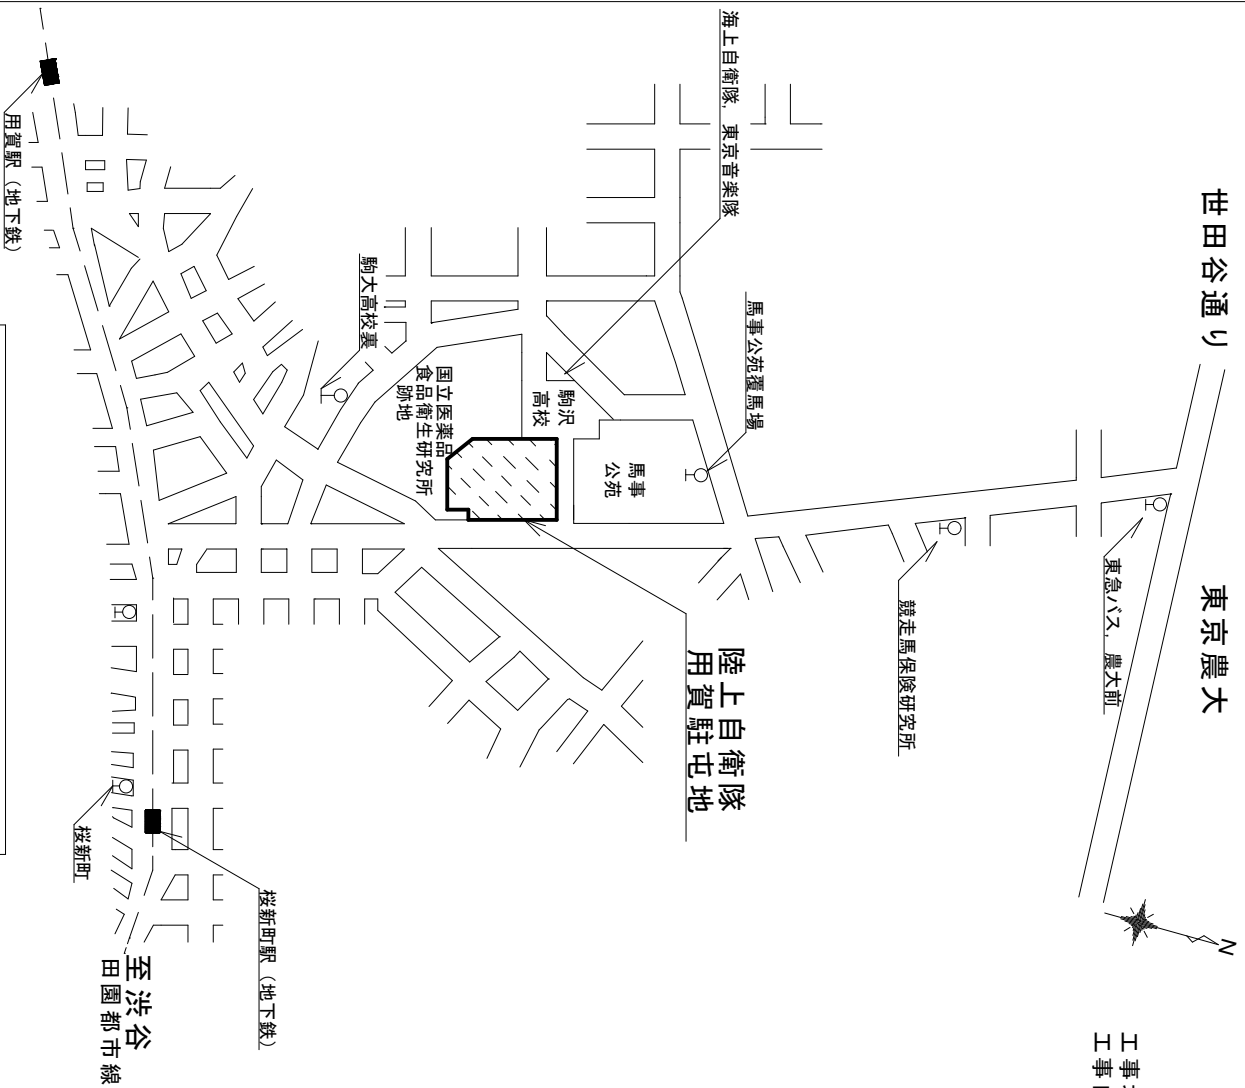 世田谷通り
東京農大
N
工事
工事
東急バス，農大前
競走馬保険研究所
馬事公苑覆馬場
海上自衛隊，東京音楽隊
陸上自衛隊
用賀駐屯地
馬事
公苑
駒沢
高校
国立医薬品
食品衛生研究所
跡地
駒大高校裏
用賀駅（地下鉄）
桜新町駅（地下鉄）
桜新町
至渋谷
田園都市線